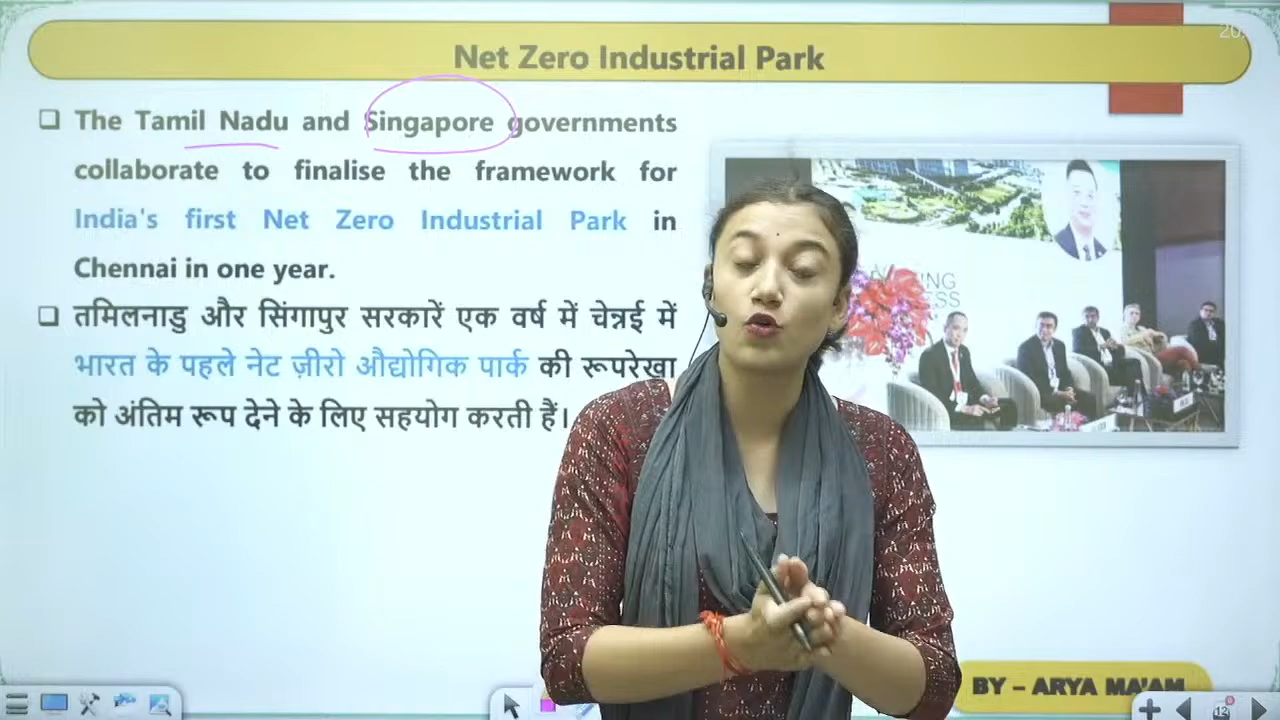 Net Zero Industrial Park
❑ The Tamil Nadu and Singapore governments
collaborate to finalise the framework for
India's first Net Zero Industrial Park in
Chennai in one year.
❑ तमिलनाडु और सिंगापुर सरकारें एक वर्ष में चेन्नई में
भारत के पहले नेट ज़ीरो औद्योगिक पार्क की रूपरेखा
को अंतिम रूप देने के लिए सहयोग करती हैं।
BY – ARYA MA'AM